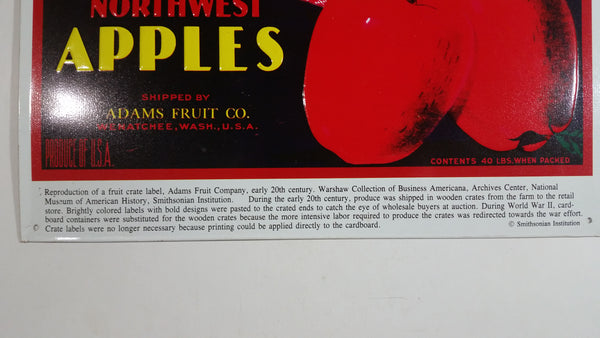 NORTHWEST
APPLES
SHIPPED BY
ADAMS FRUIT CO.
WENATCHEE, WASH., U.S.A.
PRODUCE OF U.S.A.
CONTENTS 40 LBS. WHEN PACKED
Reproduction of a fruit crate label, Adams Fruit Company, early 20th century. Warshaw Collection of Business Americana, Archives Center, National
Museum of American History, Smithsonian Institution. During the early 20th century, produce was shipped in wooden crates from the farm to the retail
store. Brightly colored labels with bold designs were pasted to the crated ends to catch the eye of wholesale buyers at auction. During World War II, card-
board containers were substituted for the wooden crates because the more intensive labor required to produce the crates was redirected towards the war effort.
Crate labels were no longer necessary because printing could be applied directly to the cardboard.
© Smithsonian Institution